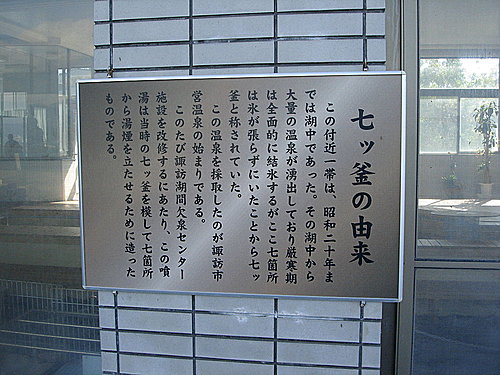 七ッ釜の由来
この付近一帯は、昭和二十年ま
では湖中であった。その湖中から
大量の温泉が湧出しており厳寒期
は全面的に結氷するがここ七箇所
は氷が張らずにいたことから七ッ
釜と称されていた。
この温泉を採取したのが諏訪市
営温泉の始まりである。
このたび諏訪湖間欠泉センター
施設を改修するにあたり、この噴
湯は当時の七ッ釜を模して七箇所
から湯煙を立たせるために造った
ものである。